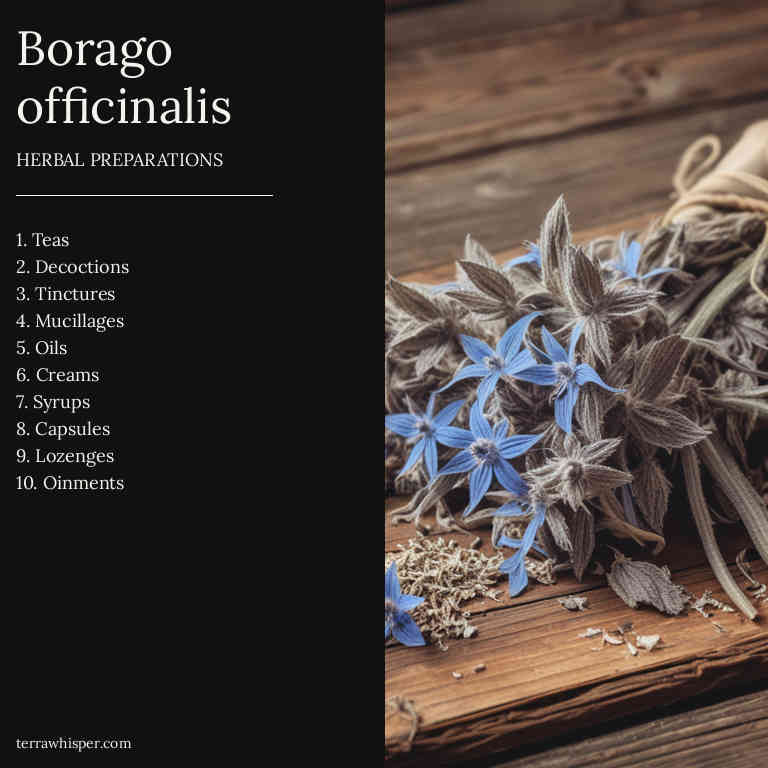 Borago
officinalis
HERBAL PREPARATIONS
1. Teas
2. Decoctions
3. Tinctures
4. Mucillages
5. Oils
6. Creams
7. Syrups
8. Capsules
9. Lozenges
10. Oinments
terrawhisper.com